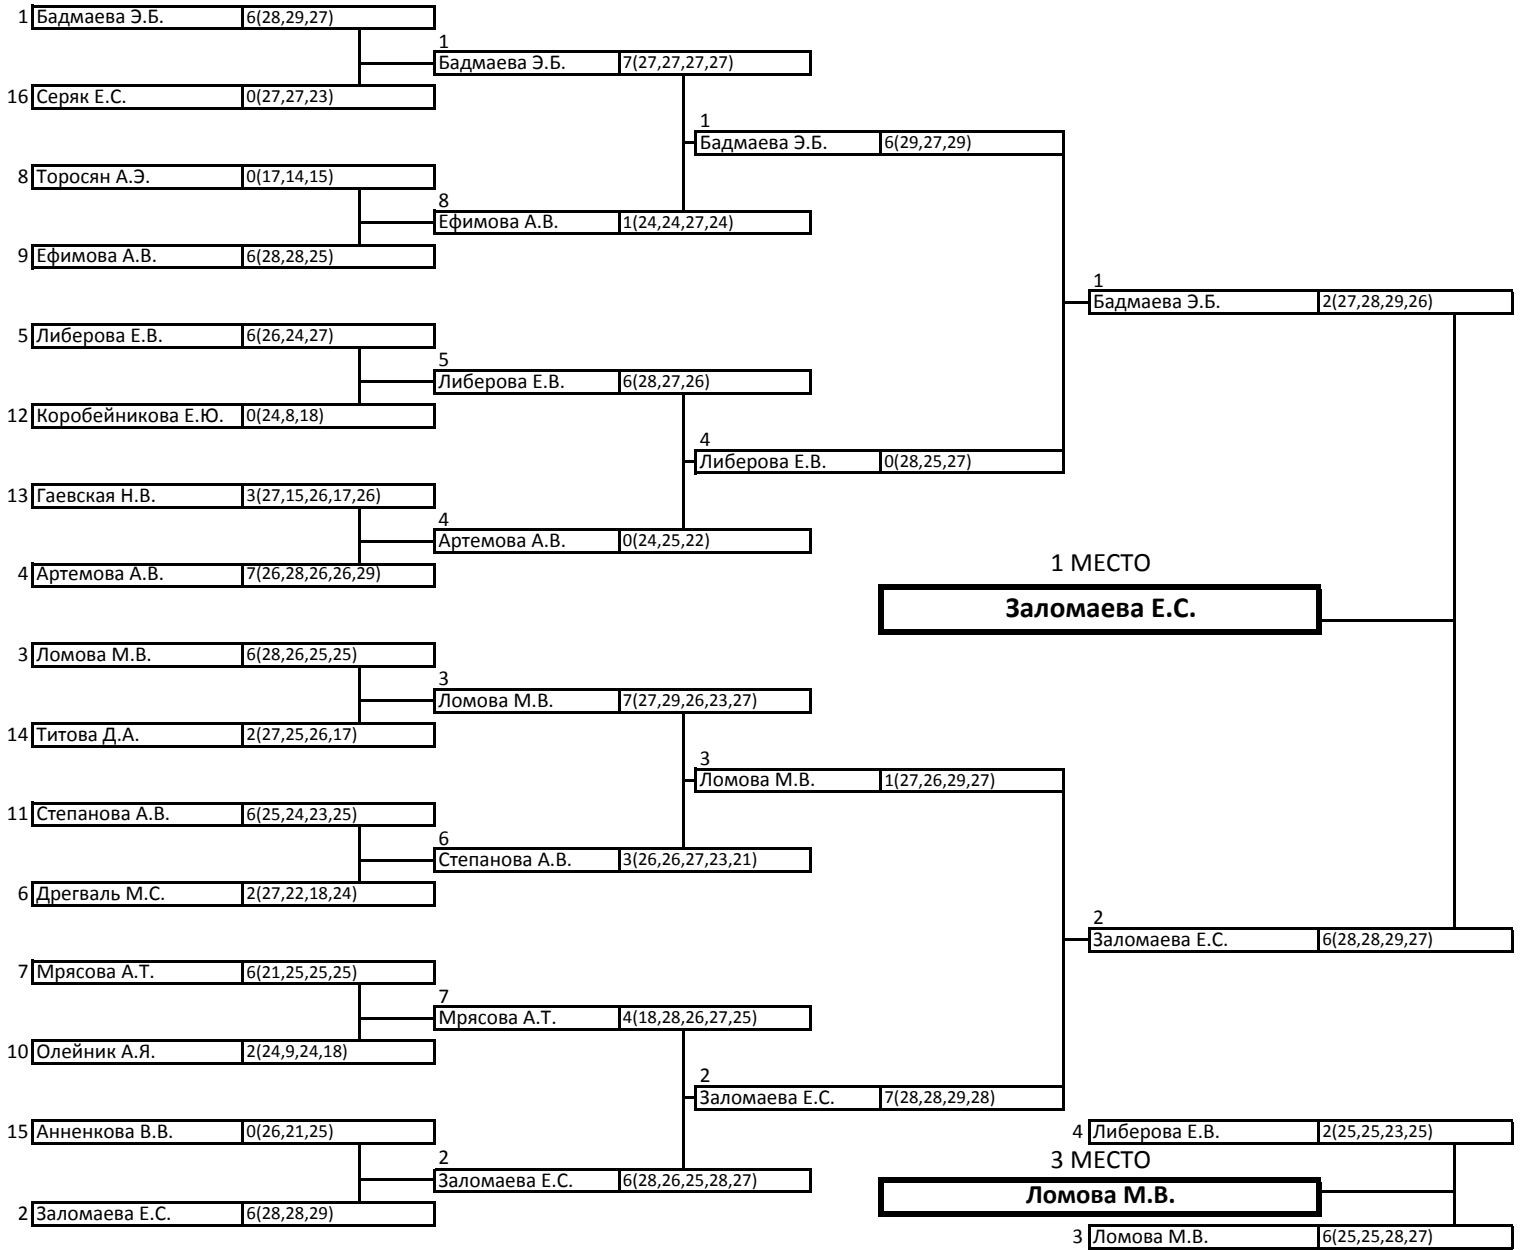 1 Бадмаева Э.Б. 6(28,29,27)
1
Бадмаева Э.Б. 7(27,27,27,27)
16 Серяк Е.С. 0(27,27,23)
1
Бадмаева Э.Б. 6(29,27,29)
8 Торосян А.Э. 0(17,14,15)
8
Ефимова А.В. 1(24,24,27,24)
9 Ефимова А.В. 6(28,28,25)
1
Бадмаева Э.Б. 2(27,28,29,26)
5 Либерова Е.В. 6(26,24,27)
5
Либерова Е.В. 6(28,27,26)
12 Коробейникова Е.Ю. 0(24,8,18)
4
Либерова Е.В. 0(28,25,27)
13 Гаевская Н.В. 3(27,15,26,17,26)
4
Артемова А.В. 0(24,25,22)
1 МЕСТО
4 Артемова А.В. 7(26,28,26,26,29)
Заломаева Е.С.
3 Ломова М.В. 6(28,26,25,25)
3
Ломова М.В. 7(27,29,26,23,27)
14 Титова Д.А. 2(27,25,26,17)
3
Ломова М.В. 1(27,26,29,27)
11 Степанова А.В. 6(25,24,23,25)
6
Степанова А.В. 3(26,26,27,23,21)
6 Дрегваль М.С. 2(27,22,18,24)
2
Заломаева Е.С. 6(28,28,29,27)
7 Мрясова А.Т. 6(21,25,25,25)
7
Мрясова А.Т. 4(18,28,26,27,25)
10 Олейник А.Я. 2(24,9,24,18)
2
Заломаева Е.С. 7(28,28,29,28)
15 Анненкова В.В. 0(26,21,25)
4 Либерова Е.В. 2(25,25,23,25)
2
3 МЕСТО
Заломаева Е.С. 6(28,26,25,28,27)
Ломова М.В.
2 Заломаева Е.С. 6(28,28,29)
3 Ломова М.В. 6(25,25,28,27)